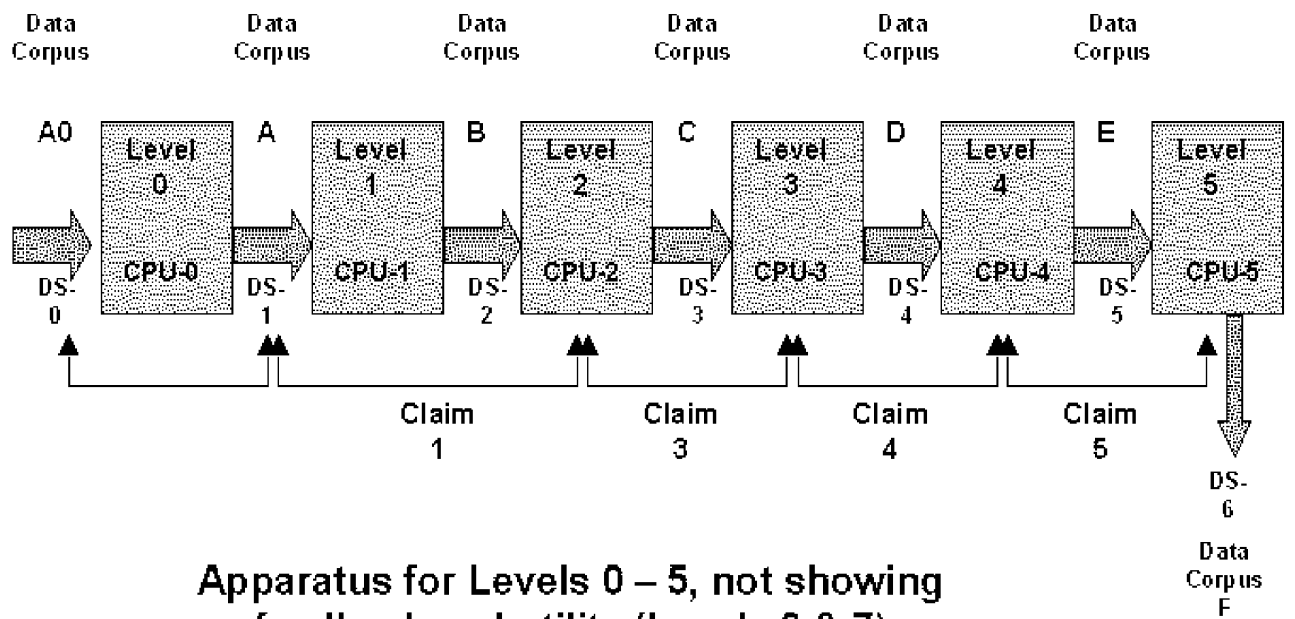 Data Data Data Data Data Data
Corpus Corpus Corpus Corpus Corpus Corpus
A0 A B C D E
Level Level Level Level Level Level
0 1 2 3 4 5
CPU-0 CPU-1 CPU-2 CPU-3 CPU-4 CPU-5
DS- DS- DS- DS- DS- DS-
0 1 2 3 4 5
Claim Claim Claim Claim
1 3 4 5
DS-
6
Data
Corpus
F
Apparatus for Levels 0 – 5, not showing